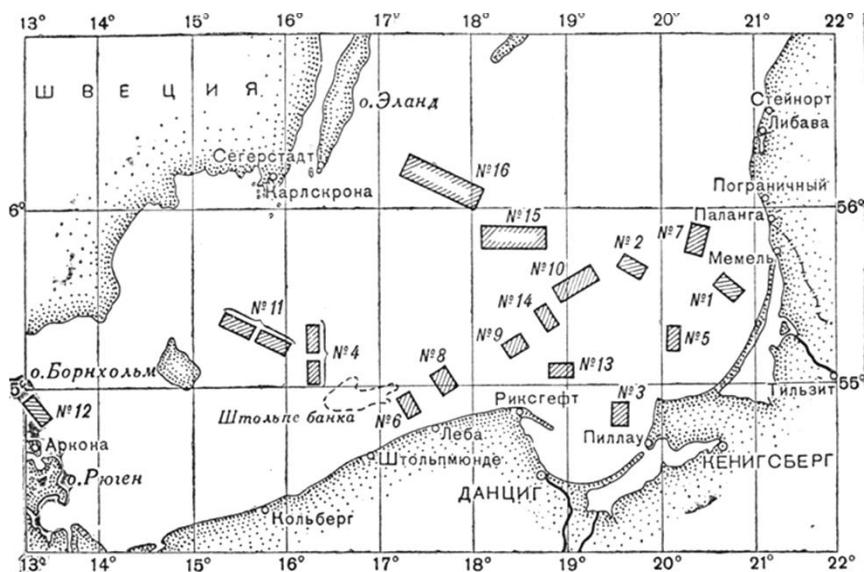 13° 14° 15° 16° 17° 18° 19° 20° 21° 22°
ШВЕЦИЯ
о.Эланд
Стейнорт
Либава
Сегерстадт
Карлскрона
№16
Пограничный
6° 56°
Паланга
№15
№7
№2
Мемель
№10
№1
№14
№11
№9
№5
№4
№8
№13
о.Борнхольм
5° 55°
Тильзит
№12
Штольпе банка
№6
Риксгефт
№3
Аркона
Леба
Пиллау
Штольпмюнде
КЕНИГСБЕРГ
о.Рюген
ДАНЦИГ
Кольберг
13° 14° 15° 16° 17° 18° 19° 20° 21° 22°